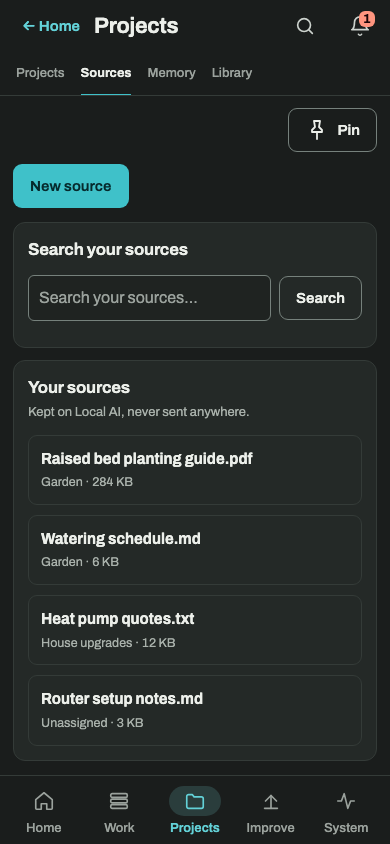 ← Home Projects 1
Projects Sources Memory Library
Pin
New source
Search your sources
Search your sources... Search
Your sources
Kept on Local AI, never sent anywhere.
Raised bed planting guide.pdf
Garden · 284 KB
Watering schedule.md
Garden · 6 KB
Heat pump quotes.txt
House upgrades · 12 KB
Router setup notes.md
Unassigned · 3 KB
Home Work Projects Improve System